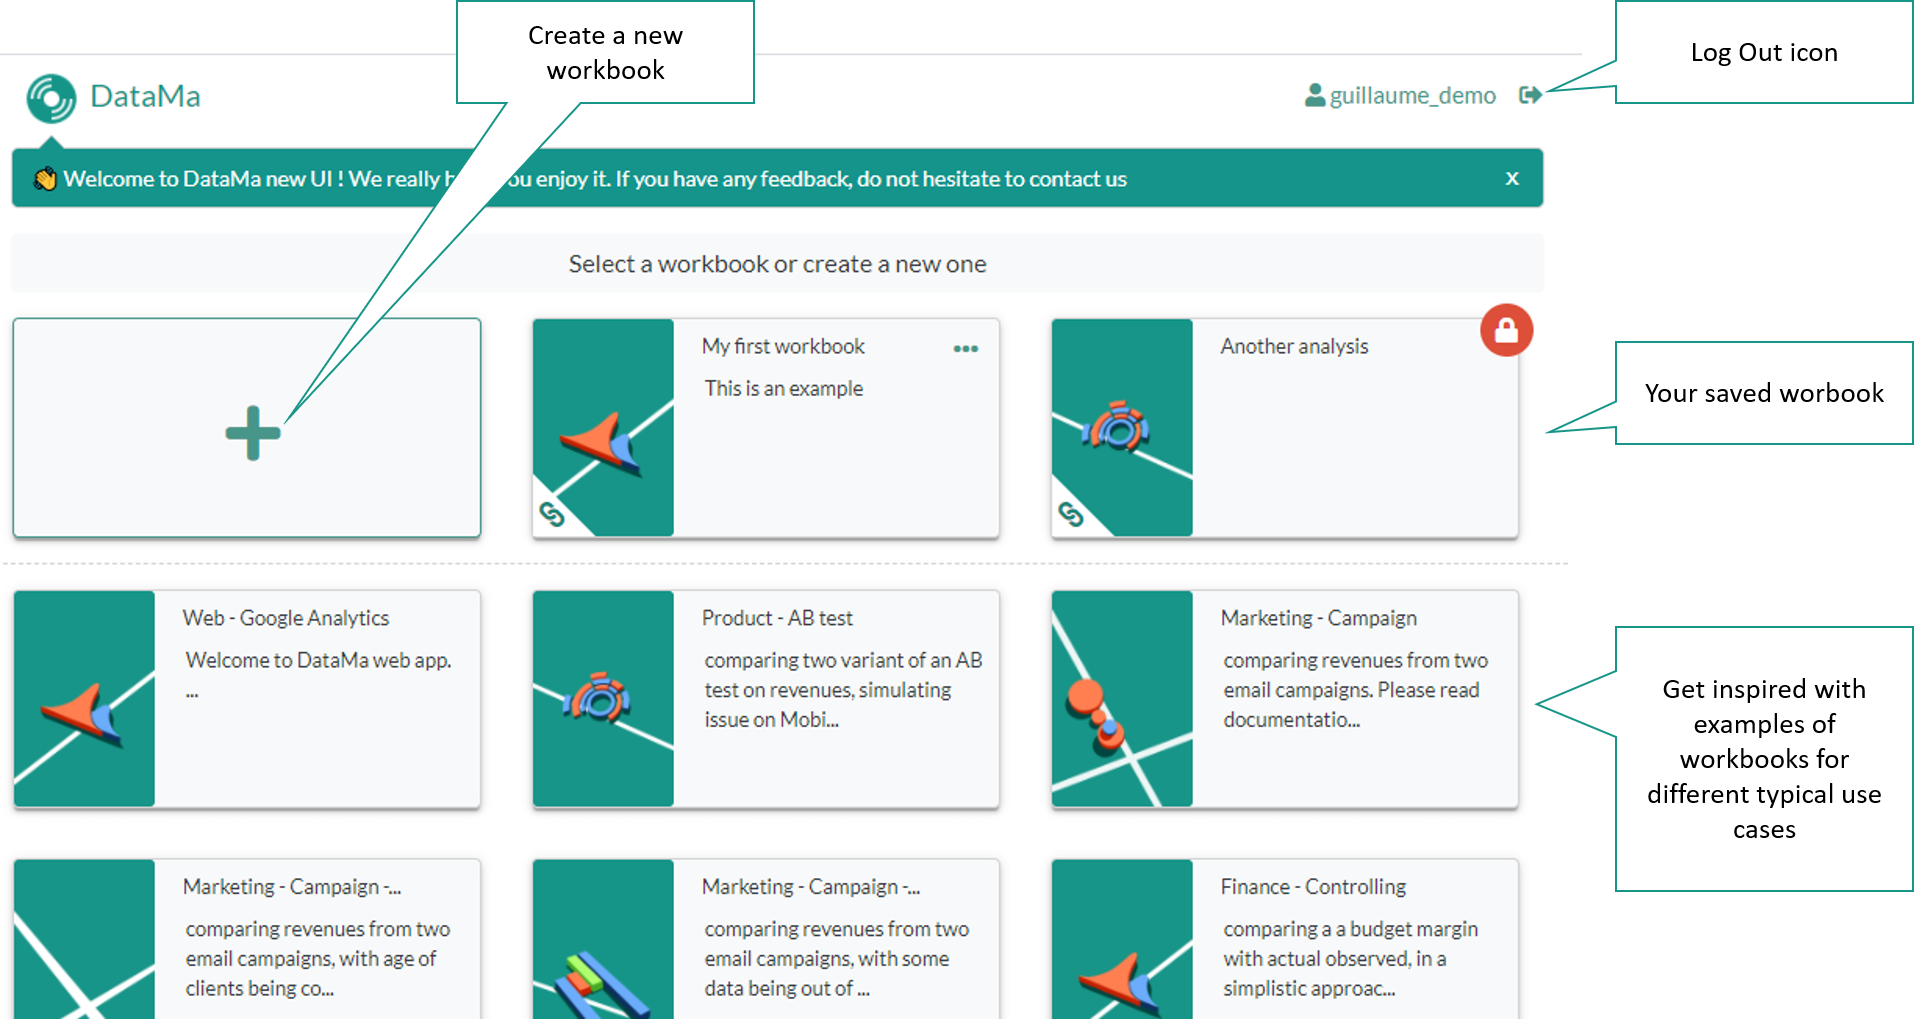 Create a new
workbook
Log Out icon
DataMa
guillaume_demo
Welcome to DataMa new UI ! We really h ou enjoy it. If you have any feedback, do not hesitate to contact us
x
Select a workbook or create a new one
My first workbook
This is an example
Another analysis
Your saved worbook
Web - Google Analytics
Welcome to DataMa web app.
...
Product - AB test
comparing two variant of an AB
test on revenues, simulating
issue on Mobi...
Marketing - Campaign
comparing revenues from two
email campaigns. Please read
documentatio...
Get inspired with
examples of
workbooks for
different typical use
cases
Marketing - Campaign -...
comparing revenues from two
email campaigns, with age of
clients being co...
Marketing - Campaign -...
comparing revenues from two
email campaigns, with some
data being out of ...
Finance - Controlling
comparing a a budget margin
with actual observed, in a
simplistic approac...